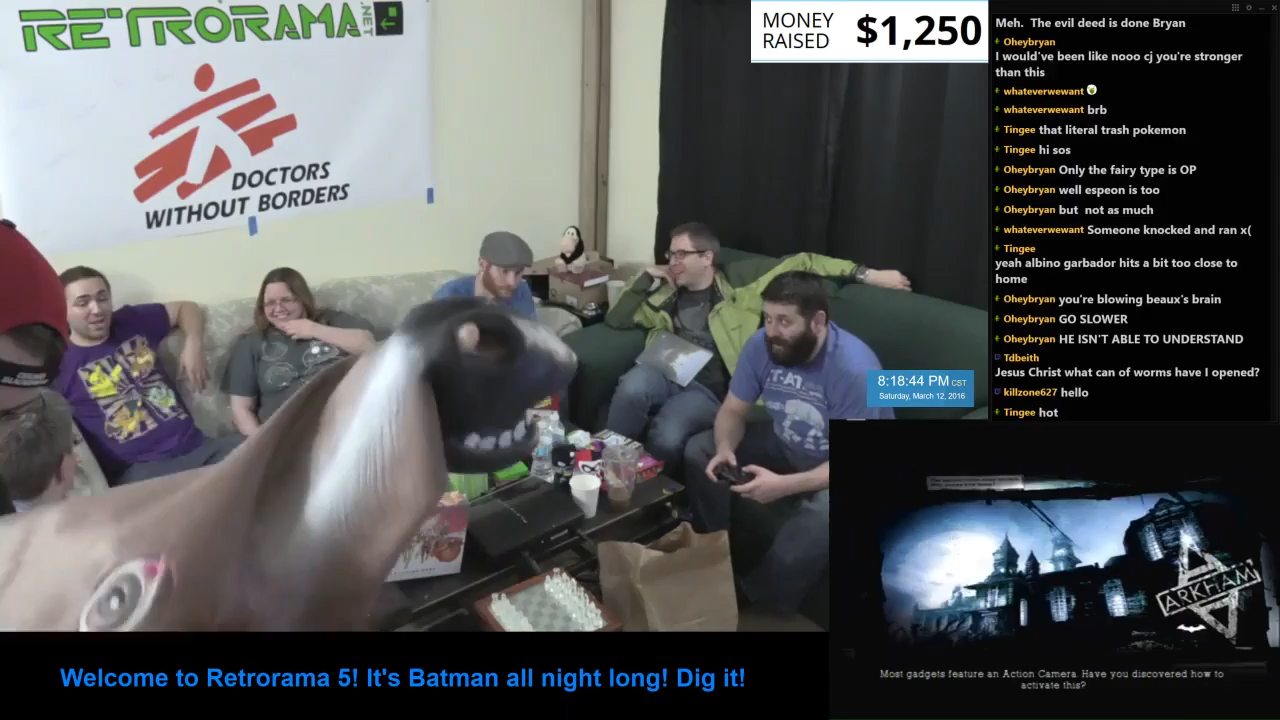 RETRORAMA
.NET
DOCTORS
WITHOUT BORDERS
MONEY
RAISED
$1,250
8:18:44 PM CST
Saturday, March 12, 2016
Meh. The evil deed is done Bryan
Oheybryan
I would've been like nooo cj you're stronger
than this
whateverwewant
whateverwewant brb
Tingee that literal trash pokemon
Tingee hi sos
Oheybryan Only the fairy type is OP
Oheybryan well espeon is too
Oheybryan but not as much
whateverwewant Someone knocked and ran x(
Tingee
yeah albino garbador hits a bit too close to
home
Oheybryan you're blowing beaux's brain
Oheybryan GO SLOWER
Oheybryan HE ISN'T ABLE TO UNDERSTAND
Tdbeith
Jesus Christ what can of worms have I opened?
killzone627 hello
Tingee hot
ARKHAM
Most gadgets feature an Action Camera. Have you discovered how to
activate this?
Welcome to Retrorama 5! It's Batman all night long! Dig it!